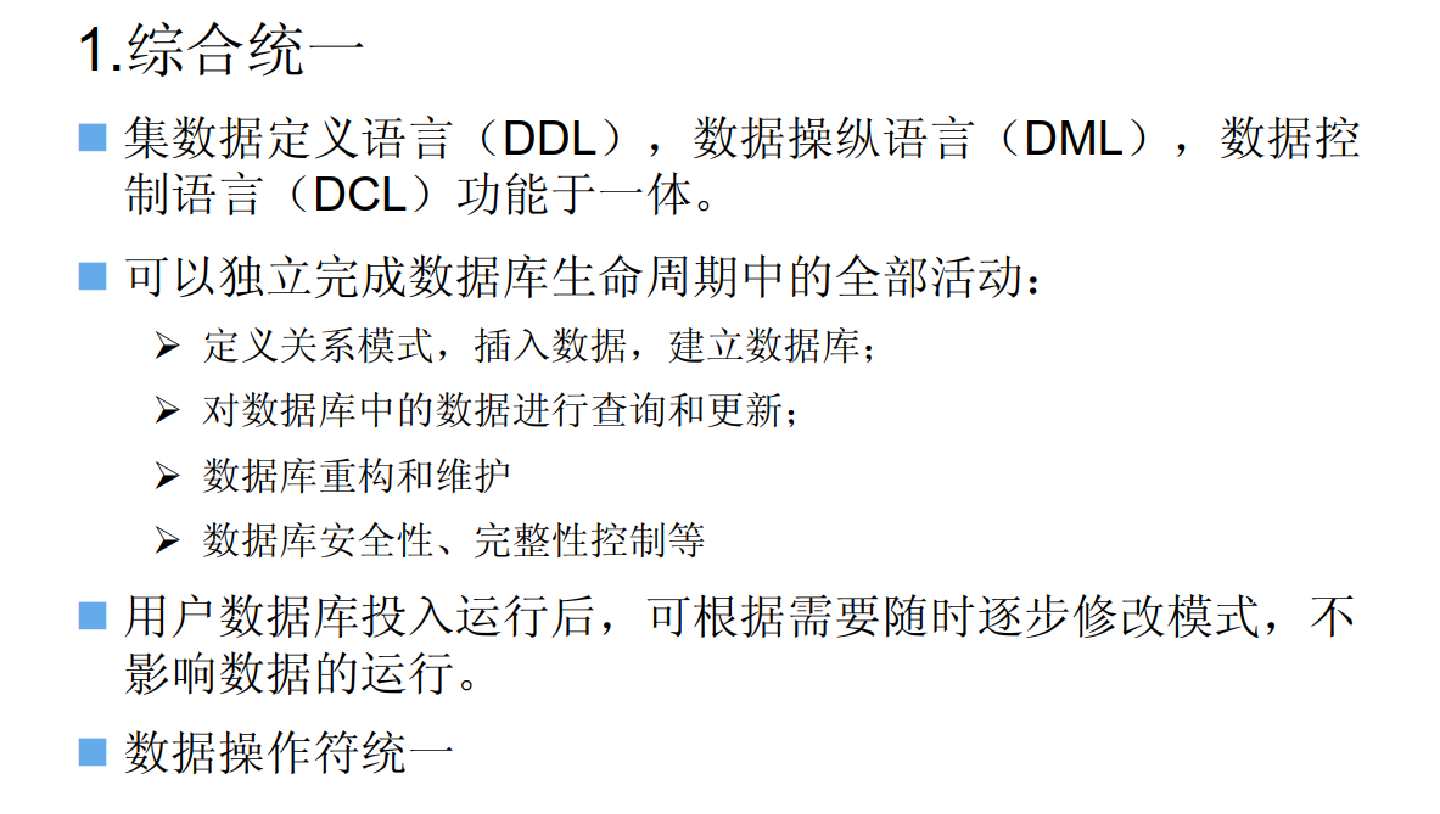 1.综合统一
集数据定义语言（DDL），数据操纵语言（DML），数据控
制语言（DCL）功能于一体。
可以独立完成数据库生命周期中的全部活动：
定义关系模式，插入数据，建立数据库；
对数据库中的数据进行查询和更新；
数据库重构和维护
数据库安全性、完整性控制等
用户数据库投入运行后，可根据需要随时逐步修改模式，不
影响数据的运行。
数据操作符统一